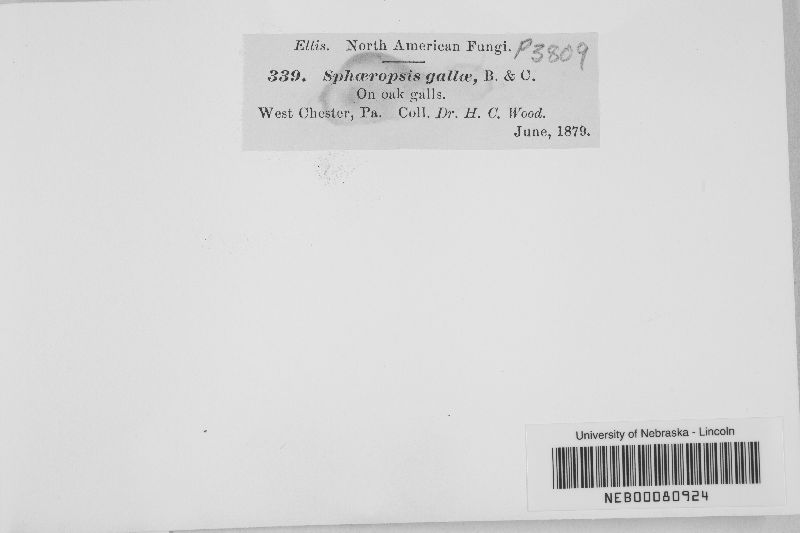 Ellis. North American Fungi. P3809
339. Sphæropsis gallæ, B. & C.
On oak galls.
West Chester, Pa. Coll. Dr. H. C. Wood.
June, 1879.
University of Nebraska - Lincoln
NEB00080924